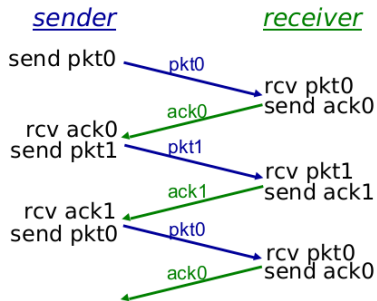 sender receiver
send pkt0
pkt0
rcv pkt0
send ack0
ack0
rcv ack0
send pkt1
pkt1
rcv pkt1
send ack1
ack1
rcv ack1
send pkt0
pkt0
rcv pkt0
send ack0
ack0